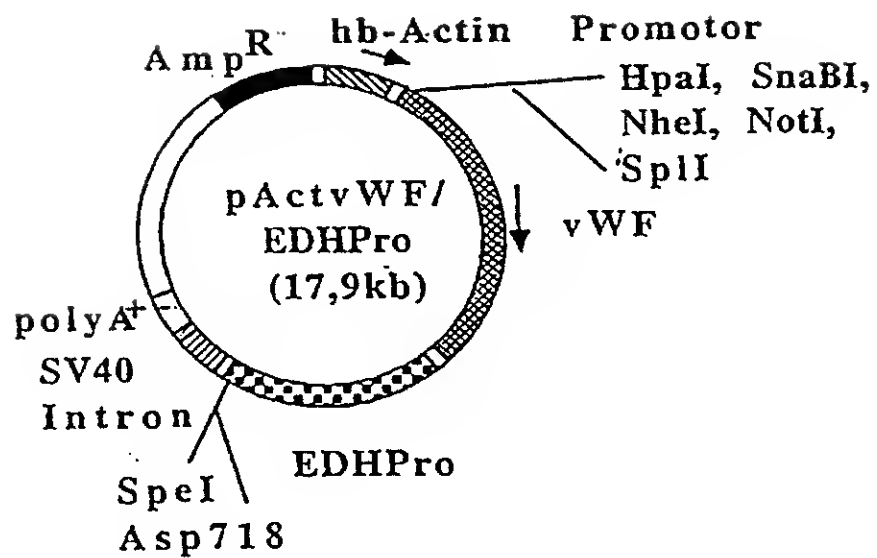 Amp^R
hb-Actin Promotor
HpaI, SnaBI,
NheI, NotI,
SplI
pActvWF/
EDHPro
(17,9kb)
vWF
polyA+
SV40
Intron
SpeI
Asp718
EDHPro